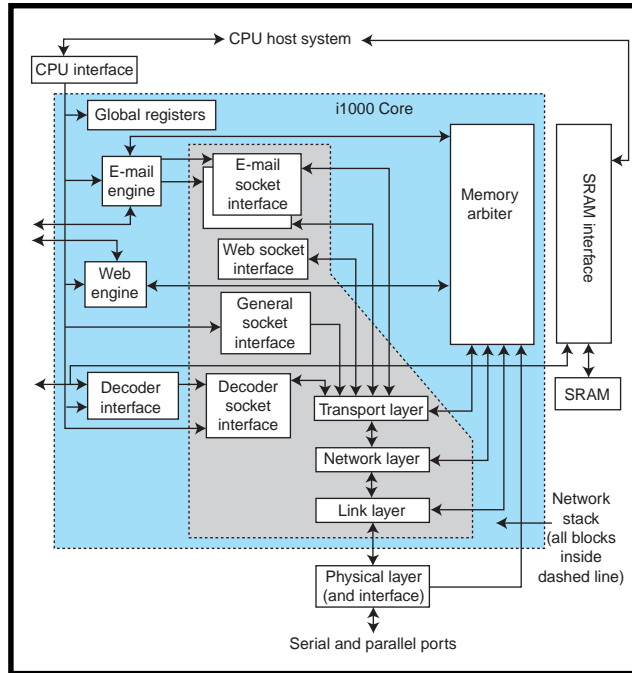 CPU host system
CPU interface
i1000 Core
Global registers
E-mail
engine
E-mail
socket
interface
Memory
arbiter
SRAM interface
Web socket
interface
Web
engine
General
socket
interface
Decoder
interface
Decoder
socket
interface
Transport layer
SRAM
Network layer
Link layer
Network
stack
(all blocks
inside
dashed line)
Physical layer
(and interface)
Serial and parallel ports